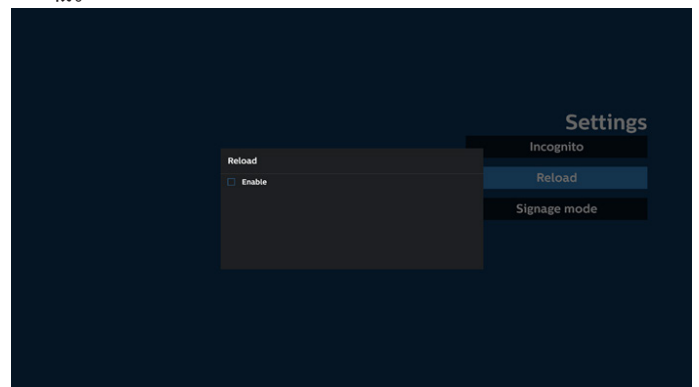 Settings
Incognito
Reload
Enable
Reload
Signage mode